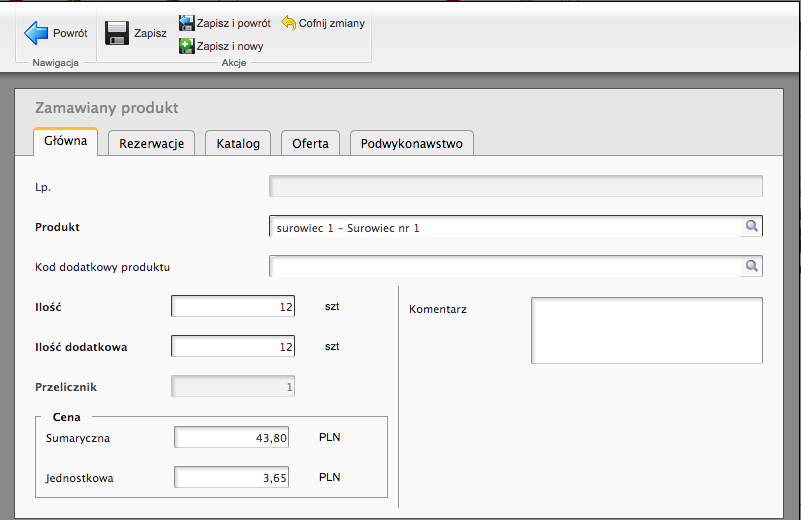 Powrót
Zapisz
Zapisz i powrót
Cofnij zmiany
Zapisz i nowy
Nawigacja
Akcje
Zamawiany produkt
Główna
Rezerwacje
Katalog
Oferta
Podwykonawstwo
Lp.
Produkt
surowiec 1 - Surowiec nr 1
Kod dodatkowy produktu
Ilość 12 szt
Komentarz
Ilość dodatkowa 12 szt
Przelicznik 1
Cena
Sumaryczna 43,80 PLN
Jednostkowa 3,65 PLN